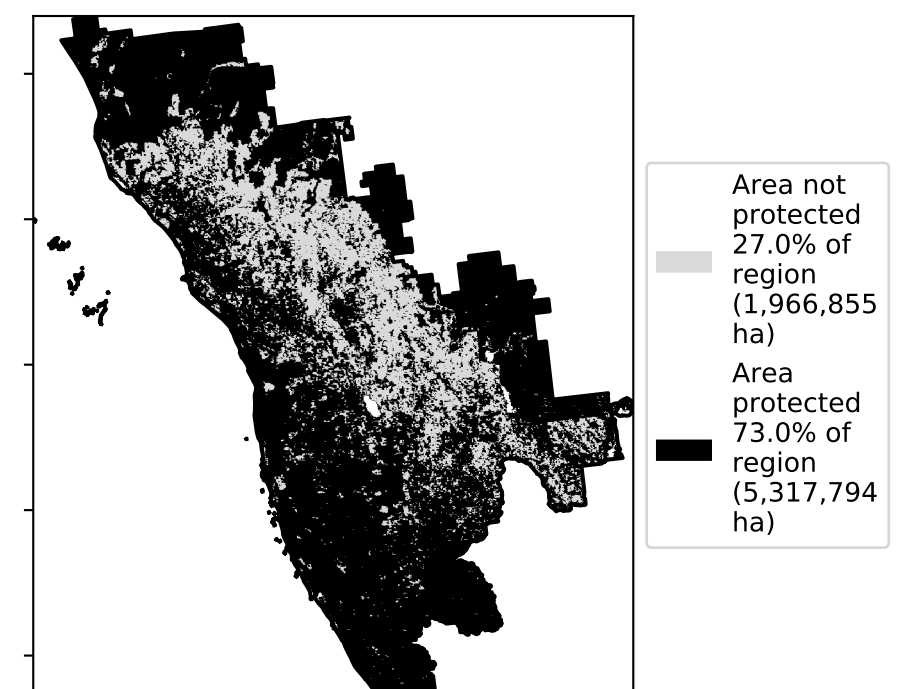 Area not
protected
27.0% of
region
(1,966,855
ha)
Area
protected
73.0% of
region
(5,317,794
ha)